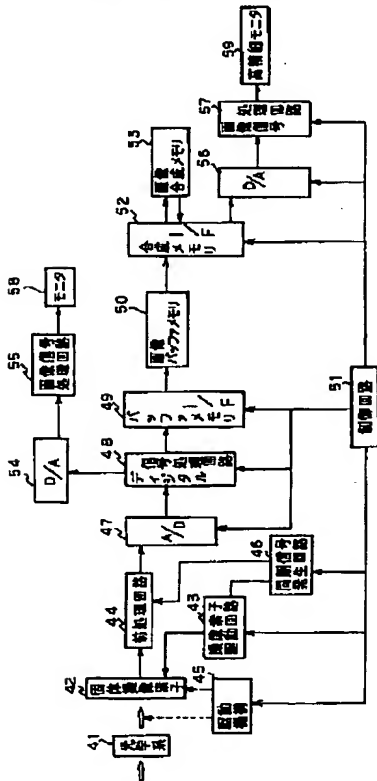 41
光学系
42
固体撮像素子
45
駆動機構
44
前処理回路
43
撮像素子
駆動回路
46
同期信号
発生回路
47
A/D
48
ディジタル
信号処理回路
49
バッファメモリ
I/F
54
D/A
55
画像信号
処理回路
58
モニタ
50
画像
バッファメモリ
51
制御回路
52
合成メモリ
I/F
53
画像
合成メモリ
56
D/A
57
画像信号
処理回路
59
高精細モニタ